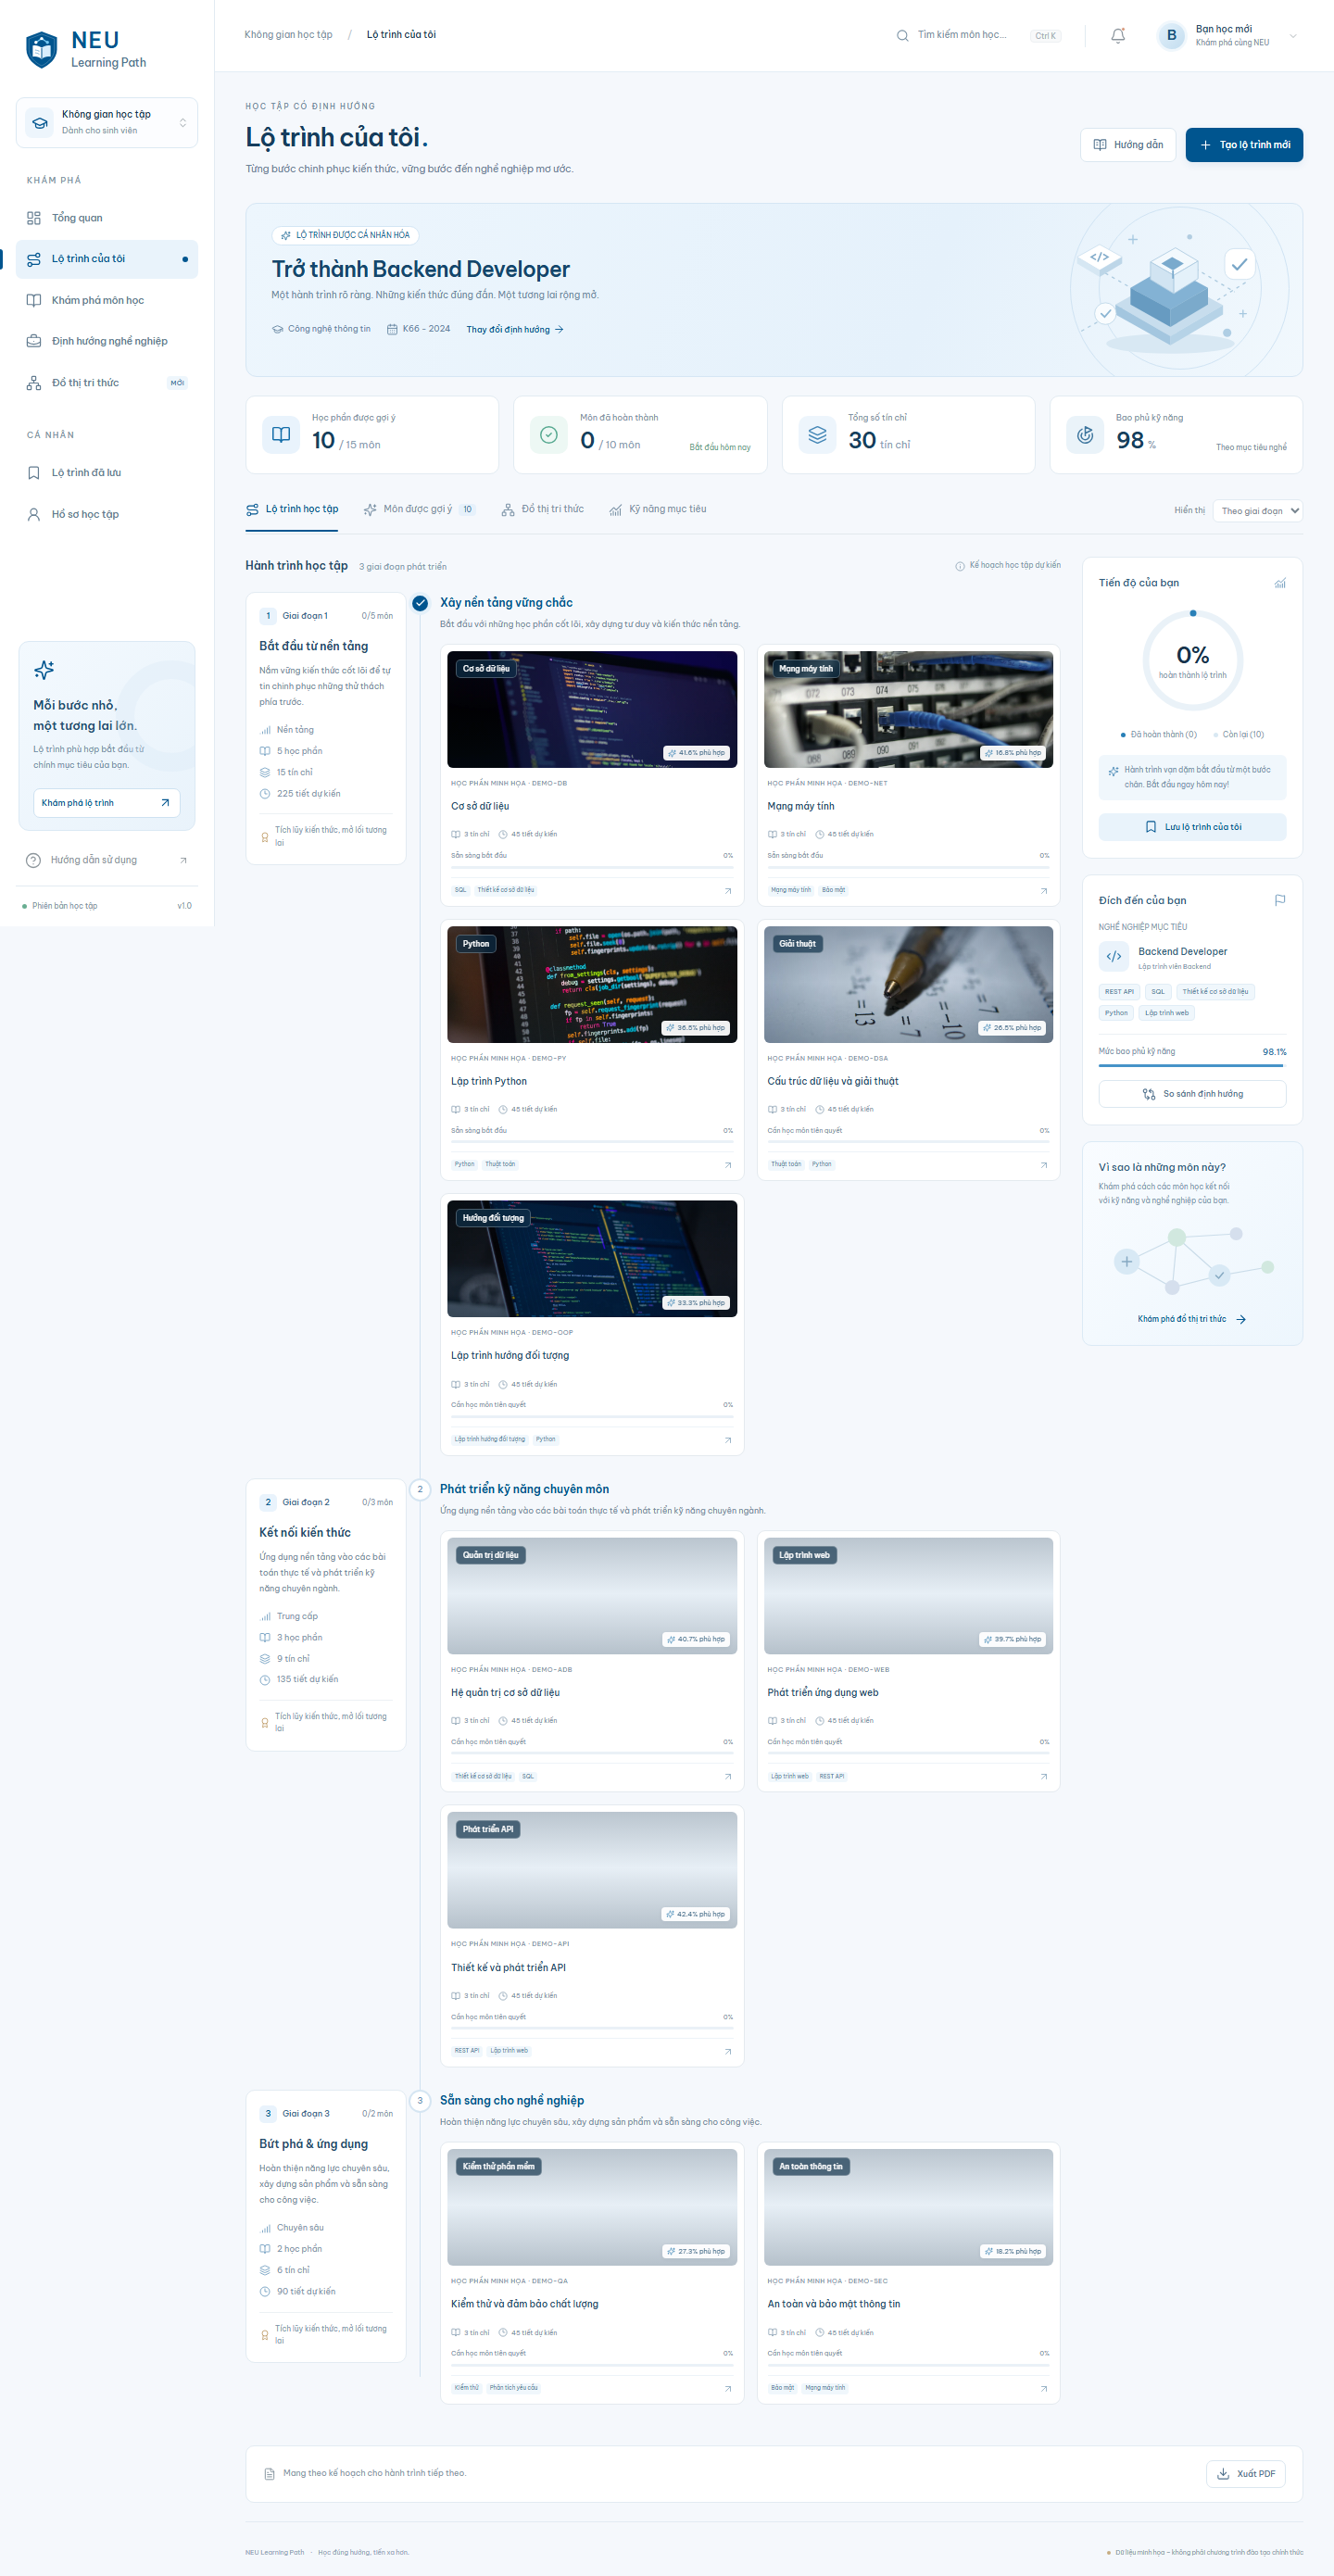 NEU
Learning Path
Không gian học tập
Dành cho sinh viên
KHÁM PHÁ
Tổng quan
Lộ trình của tôi
Khám phá môn học
Định hướng nghề nghiệp
Đồ thị tri thức
MỚI
CÁ NHÂN
Lộ trình đã lưu
Hồ sơ học tập
Mỗi bước nhỏ,
một tương lai lớn.
Lộ trình phù hợp bắt đầu từ
chính mục tiêu của bạn.
Khám phá lộ trình
Hướng dẫn sử dụng
Phiên bản học tập
v1.0
Không gian học tập / Lộ trình của tôi
Tìm kiếm môn học...
Ctrl K
B
Bạn học mới
Khám phá cùng NEU
HỌC TẬP CÓ ĐỊNH HƯỚNG
Lộ trình của tôi.
Từng bước chinh phục kiến thức, vững bước đến nghề nghiệp mơ ước.
Hướng dẫn
Tạo lộ trình mới
LỘ TRÌNH ĐƯỢC CÁ NHÂN HÓA
Trở thành Backend Developer
Một hành trình rõ ràng. Những kiến thức đúng đắn. Một tương lai rộng mở.
Công nghệ thông tin
K66 - 2024
Thay đổi định hướng
</>
Học phần được gợi ý
10 / 15 môn
Môn đã hoàn thành
0 / 10 môn
Bắt đầu hôm nay
Tổng số tín chỉ
30 tín chỉ
Bao phủ kỹ năng
98 %
Theo mục tiêu nghề
Lộ trình học tập
Môn được gợi ý 10
Đồ thị tri thức
Kỹ năng mục tiêu
Hiển thị
Theo giai đoạn
Hành trình học tập
3 giai đoạn phát triển
Kế hoạch học tập dự kiến
1 Giai đoạn 1 0/5 môn
Bắt đầu từ nền tảng
Nắm vững kiến thức cốt lõi để tự
tin chinh phục những thử thách
phía trước.
Nền tảng
5 học phần
15 tín chỉ
225 tiết dự kiến
Tích lũy kiến thức, mở lối tương
lai
Xây nền tảng vững chắc
Bắt đầu với những học phần cốt lõi, xây dựng tư duy và kiến thức nền tảng.
Cơ sở dữ liệu
41.6% phù hợp
HỌC PHẦN MINH HỌA · DEMO-DB
Cơ sở dữ liệu
3 tín chỉ 45 tiết dự kiến
Sẵn sàng bắt đầu 0%
SQL Thiết kế cơ sở dữ liệu
Mạng máy tính
16.8% phù hợp
HỌC PHẦN MINH HỌA · DEMO-NET
Mạng máy tính
3 tín chỉ 45 tiết dự kiến
Sẵn sàng bắt đầu 0%
Mạng máy tính Bảo mật
Python
36.5% phù hợp
HỌC PHẦN MINH HỌA · DEMO-PY
Lập trình Python
3 tín chỉ 45 tiết dự kiến
Sẵn sàng bắt đầu 0%
Python Thuật toán
Giải thuật
26.5% phù hợp
HỌC PHẦN MINH HỌA · DEMO-DSA
Cấu trúc dữ liệu và giải thuật
3 tín chỉ 45 tiết dự kiến
Cần học môn tiên quyết 0%
Thuật toán Python
Hướng đối tượng
33.3% phù hợp
HỌC PHẦN MINH HỌA · DEMO-OOP
Lập trình hướng đối tượng
3 tín chỉ 45 tiết dự kiến
Cần học môn tiên quyết 0%
Lập trình hướng đối tượng Python
2 Giai đoạn 2 0/3 môn
Kết nối kiến thức
Ứng dụng nền tảng vào các bài
toán thực tế và phát triển kỹ
năng chuyên ngành.
Trung cấp
3 học phần
9 tín chỉ
135 tiết dự kiến
Tích lũy kiến thức, mở lối tương
lai
2
Phát triển kỹ năng chuyên môn
Ứng dụng nền tảng vào các bài toán thực tế và phát triển kỹ năng chuyên ngành.
Quản trị dữ liệu
40.7% phù hợp
HỌC PHẦN MINH HỌA · DEMO-ADB
Hệ quản trị cơ sở dữ liệu
3 tín chỉ 45 tiết dự kiến
Cần học môn tiên quyết 0%
Thiết kế cơ sở dữ liệu SQL
Lập trình web
39.7% phù hợp
HỌC PHẦN MINH HỌA · DEMO-WEB
Phát triển ứng dụng web
3 tín chỉ 45 tiết dự kiến
Cần học môn tiên quyết 0%
Lập trình web REST API
Phát triển API
42.4% phù hợp
HỌC PHẦN MINH HỌA · DEMO-API
Thiết kế và phát triển API
3 tín chỉ 45 tiết dự kiến
Cần học môn tiên quyết 0%
REST API Lập trình web
3 Giai đoạn 3 0/2 môn
Bứt phá & ứng dụng
Hoàn thiện năng lực chuyên sâu,
xây dựng sản phẩm và sẵn sàng
cho công việc.
Chuyên sâu
2 học phần
6 tín chỉ
90 tiết dự kiến
Tích lũy kiến thức, mở lối tương
lai
3
Sẵn sàng cho nghề nghiệp
Hoàn thiện năng lực chuyên sâu, xây dựng sản phẩm và sẵn sàng cho công việc.
Kiểm thử phần mềm
27.3% phù hợp
HỌC PHẦN MINH HỌA · DEMO-QA
Kiểm thử và đảm bảo chất lượng
3 tín chỉ 45 tiết dự kiến
Cần học môn tiên quyết 0%
Kiểm thử Phân tích yêu cầu
An toàn thông tin
18.2% phù hợp
HỌC PHẦN MINH HỌA · DEMO-SEC
An toàn và bảo mật thông tin
3 tín chỉ 45 tiết dự kiến
Cần học môn tiên quyết 0%
Bảo mật Mạng máy tính
Tiến độ của bạn
0%
hoàn thành lộ trình
Đã hoàn thành (0) Còn lại (10)
Hành trình vạn dặm bắt đầu từ một bước
chân. Bắt đầu ngay hôm nay!
Lưu lộ trình của tôi
Đích đến của bạn
NGHỀ NGHIỆP MỤC TIÊU
</>
Backend Developer
Lập trình viên Backend
REST API SQL Thiết kế cơ sở dữ liệu
Python Lập trình web
Mức bao phủ kỹ năng 98.1%
So sánh định hướng
Vì sao là những môn này?
Khám phá cách các môn học kết nối
với kỹ năng và nghề nghiệp của bạn.
Khám phá đồ thị tri thức
Mang theo kế hoạch cho hành trình tiếp theo.
Xuất PDF
NEU Learning Path · Học đúng hướng, tiến xa hơn.
Dữ liệu minh họa – không phải chương trình đào tạo chính thức